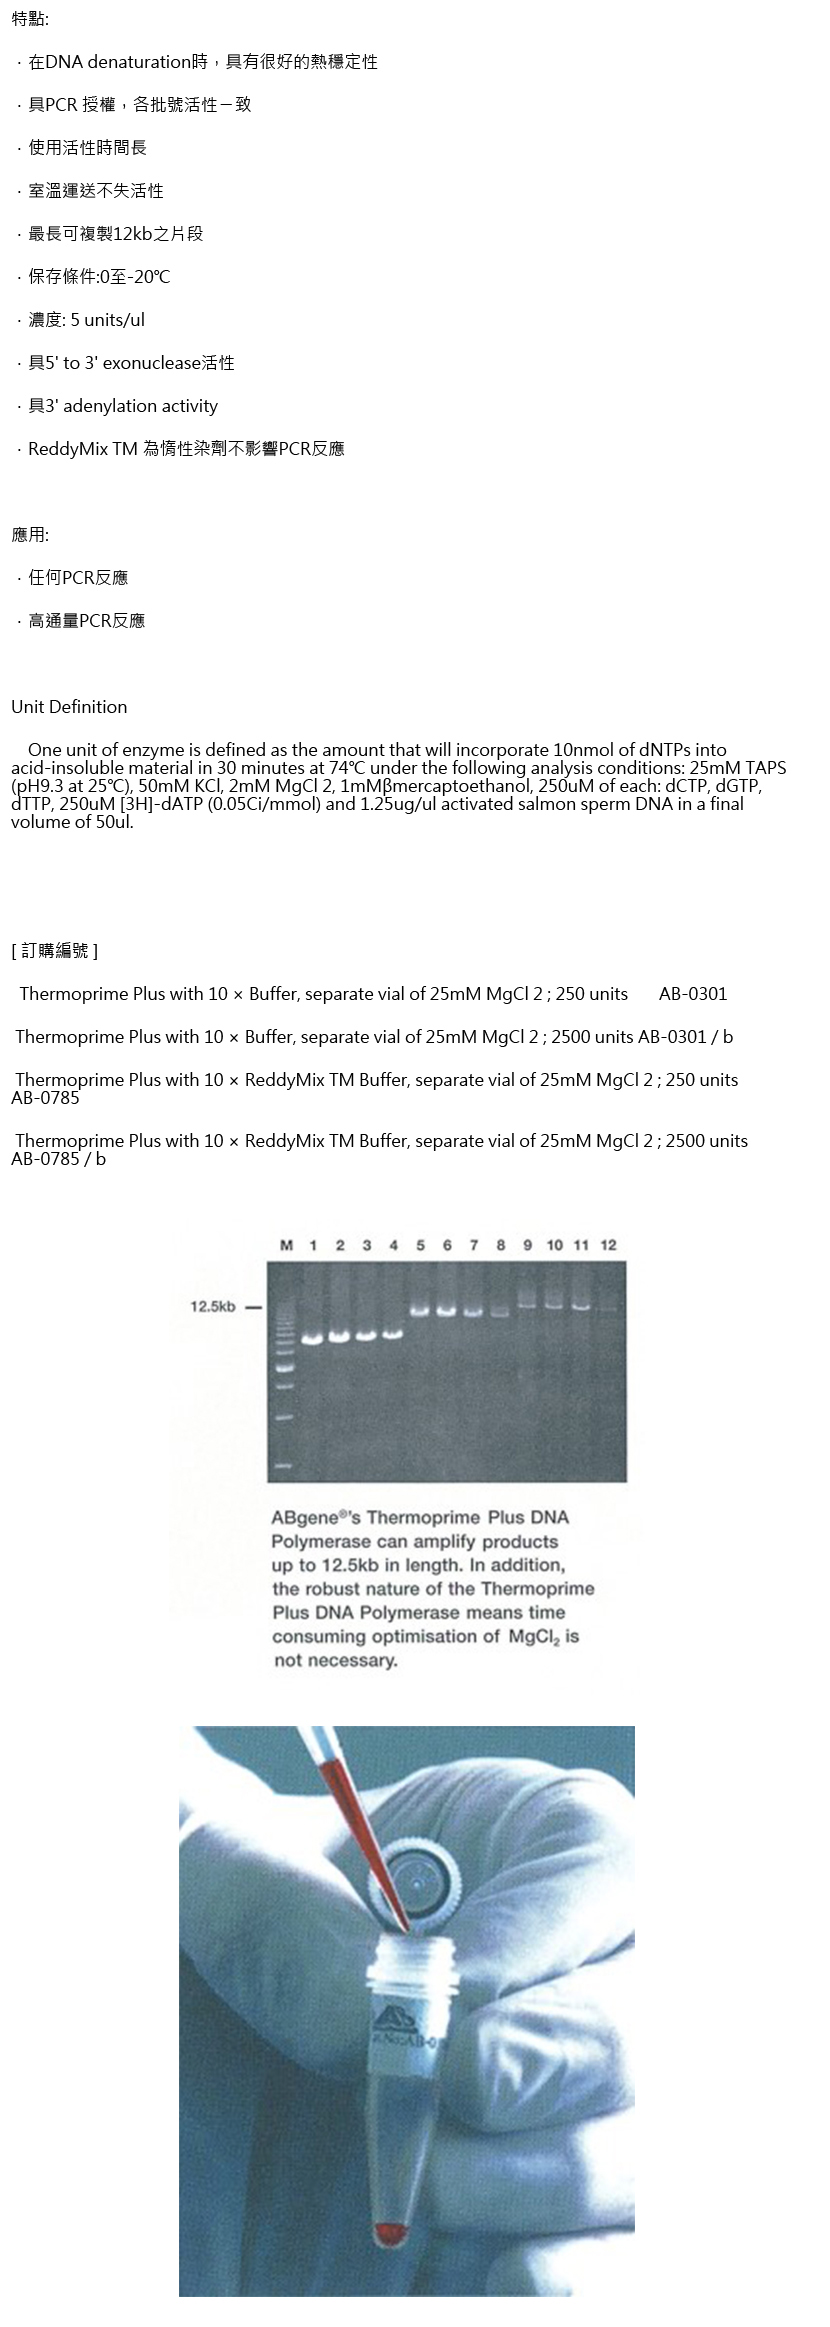 特點:
﹒在DNA denaturation時，具有很好的熱穩定性
﹒具PCR 授權，各批號活性－致
﹒使用活性時間長
﹒室溫運送不失活性
﹒最長可複製12kb之片段
﹒保存條件:0至-20℃
﹒濃度: 5 units/ul
﹒具5' to 3' exonuclease活性
﹒具3' adenylation activity
﹒ReddyMix TM 為惰性染劑不影響PCR反應
應用:
﹒任何PCR反應
﹒高通量PCR反應
Unit Definition
One unit of enzyme is defined as the amount that will incorporate 10nmol of dNTPs into
acid-insoluble material in 30 minutes at 74℃ under the following analysis conditions: 25mM TAPS
(pH9.3 at 25℃), 50mM KCl, 2mM MgCl 2, 1mMβmercaptoethanol, 250uM of each: dCTP, dGTP,
dTTP, 250uM [3H]-dATP (0.05Ci/mmol) and 1.25ug/ul activated salmon sperm DNA in a final
volume of 50ul.
[ 訂購編號 ]
Thermoprime Plus with 10 × Buffer, separate vial of 25mM MgCl 2 ; 250 units AB-0301
Thermoprime Plus with 10 × Buffer, separate vial of 25mM MgCl 2 ; 2500 units AB-0301 / b
Thermoprime Plus with 10 × ReddyMix TM Buffer, separate vial of 25mM MgCl 2 ; 250 units
AB-0785
Thermoprime Plus with 10 × ReddyMix TM Buffer, separate vial of 25mM MgCl 2 ; 2500 units
AB-0785 / b
M 1 2 3 4 5 6 7 8 9 10 11 12
12.5kb
ABgene®'s Thermoprime Plus DNA
Polymerase can amplify products
up to 12.5kb in length. In addition,
the robust nature of the Thermoprime
Plus DNA Polymerase means time
consuming optimisation of MgCl₂ is
not necessary.